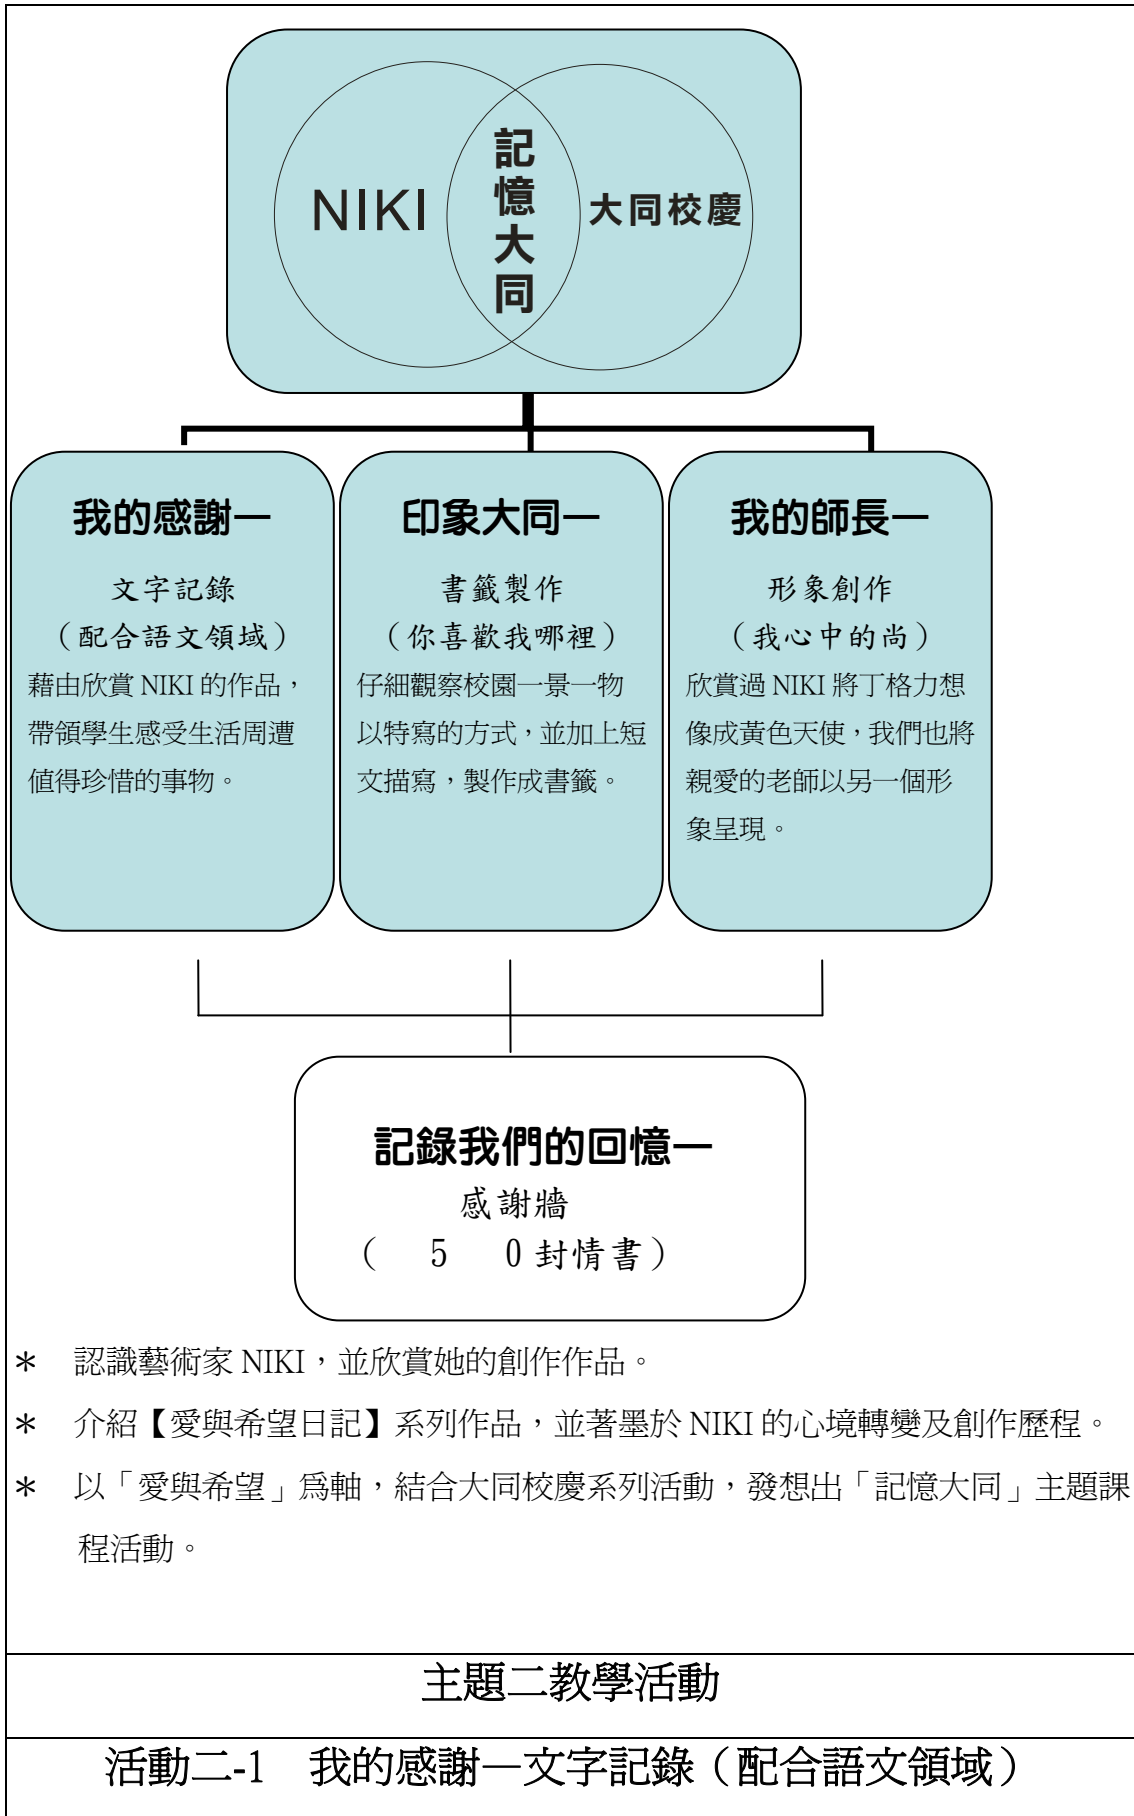 NIKI
記憶大同
大同校慶
我的感謝—
文字記錄
（配合語文領域）
藉由欣賞 NIKI 的作品，
帶領學生感受生活周遭
值得珍惜的事物。
印象大同—
書籤製作
（你喜歡我哪裡）
仔細觀察校園一景一物
以特寫的方式，並加上短
文描寫，製作成書籤。
我的師長—
形象創作
（我心中的尚）
欣賞過 NIKI 將丁格力想
像成黃色天使，我們也將
親愛的老師以另一個形
象呈現。
記錄我們的回憶—
感謝牆
（ 5 0 封情書）
＊ 認識藝術家 NIKI，並欣賞她的創作作品。
＊ 介紹【愛與希望日記】系列作品，並著墨於 NIKI 的心境轉變及創作歷程。
＊ 以「愛與希望」為軸，結合大同校慶系列活動，發想出「記憶大同」主題課
程活動。
主題二教學活動
活動二-1 我的感謝—文字記錄（配合語文領域）